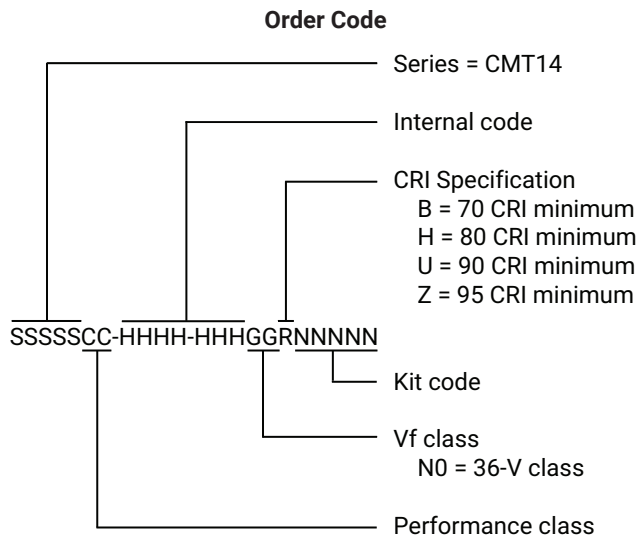 Order Code
Series = CMT14
Internal code
CRI Specification
B = 70 CRI minimum
H = 80 CRI minimum
U = 90 CRI minimum
Z = 95 CRI minimum
SSSSSCC-HHHH-HHHGGRNNNNN
Kit code
Vf class
N0 = 36-V class
Performance class